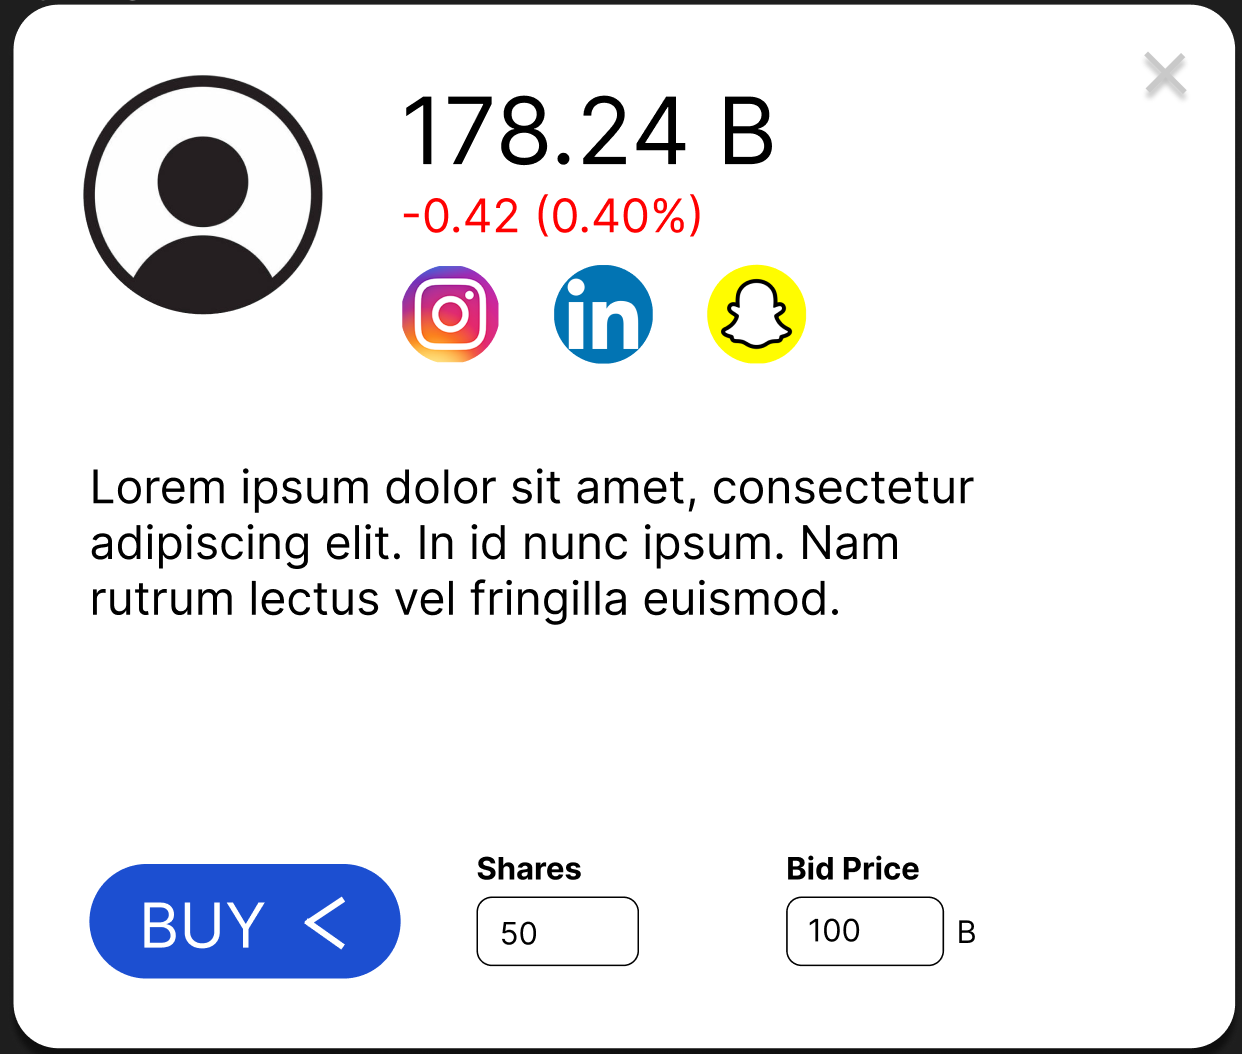 178.24 B
-0.42 (0.40%)
in
Lorem ipsum dolor sit amet, consectetur
adipiscing elit. In id nunc ipsum. Nam
rutrum lectus vel fringilla euismod.
BUY <
Shares
50
Bid Price
100 B